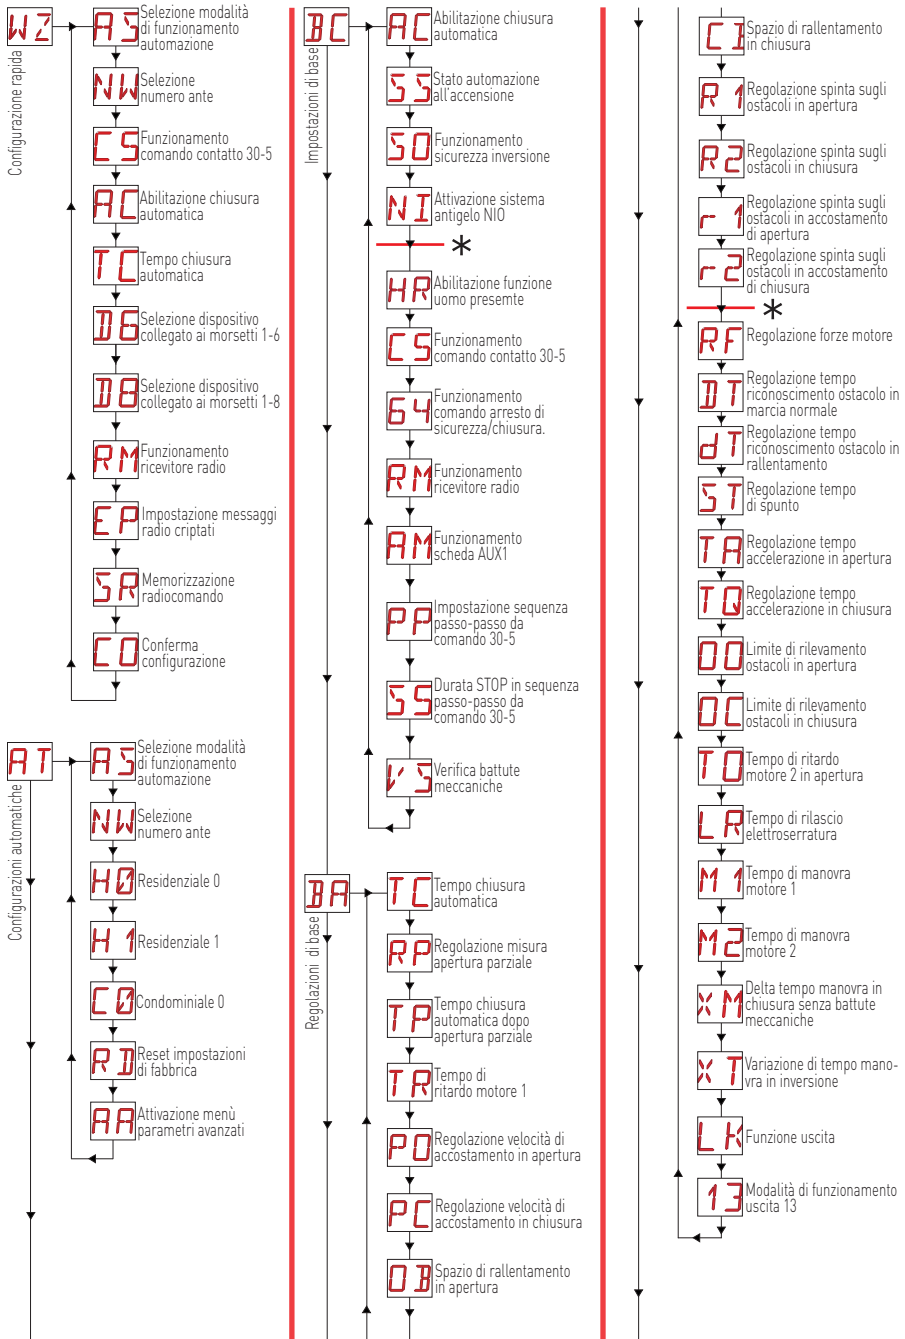 WZ
Configurazione rapida
AS
Selezione modalità
di funzionamento
automazione
NW
Selezione
numero ante
CS
Funzionamento
comando contatto 30-5
AC
Abilitazione chiusura
automatica
TC
Tempo chiusura
automatica
D6
Selezione dispositivo
collegato ai morsetti 1-6
D8
Selezione dispositivo
collegato ai morsetti 1-8
RM
Funzionamento
ricevitore radio
EP
Impostazione messaggi
radio criptati
SR
Memorizzazione
radiocomando
CO
Conferma
configurazione
AT
Configurazioni automatiche
AS
Selezione modalità
di funzionamento
automazione
NW
Selezione
numero ante
H0
Residenziale 0
H1
Residenziale 1
C0
Condominiale 0
RD
Reset impostazioni
di fabbrica
AA
Attivazione menù
parametri avanzati
BC
Impostazioni di base
AC
Abilitazione chiusura
automatica
SS
Stato automazione
all'accensione
SO
Funzionamento
sicurezza inversione
NI
Attivazione sistema
antigelo NIO
*
HR
Abilitazione funzione
uomo presemte
CS
Funzionamento
comando contatto 30-5
64
Funzionamento
comando arresto di
sicurezza/chiusura.
RM
Funzionamento
ricevitore radio
AM
Funzionamento
scheda AUX1
PP
Impostazione sequenza
passo-passo da
comando 30-5
S5
Durata STOP in sequenza
passo-passo da
comando 30-5
VS
Verifica battute
meccaniche
BA
Regolazioni di base
TC
Tempo chiusura
automatica
RP
Regolazione misura
apertura parziale
TP
Tempo chiusura
automatica dopo
apertura parziale
TR
Tempo di
ritardo motore 1
PO
Regolazione velocità di
accostamento in apertura
PC
Regolazione velocità di
accostamento in chiusura
OB
Spazio di rallentamento
in apertura
CB
Spazio di rallentamento
in chiusura
R1
Regolazione spinta sugli
ostacoli in apertura
R2
Regolazione spinta sugli
ostacoli in chiusura
r1
Regolazione spinta sugli
ostacoli in accostamento
di apertura
r2
Regolazione spinta sugli
ostacoli in accostamento
di chiusura
*
RF
Regolazione forze motore
DT
Regolazione tempo
riconoscimento ostacolo in
marcia normale
dT
Regolazione tempo
riconoscimento ostacolo in
rallentamento
ST
Regolazione tempo
di spunto
TA
Regolazione tempo
accelerazione in apertura
TQ
Regolazione tempo
accelerazione in chiusura
OO
Limite di rilevamento
ostacoli in apertura
OC
Limite di rilevamento
ostacoli in chiusura
TO
Tempo di ritardo
motore 2 in apertura
LR
Tempo di rilascio
elettroserratura
M1
Tempo di manovra
motore 1
M2
Tempo di manovra
motore 2
XM
Delta tempo manovra in
chiusura senza battute
meccaniche
XT
Variazione di tempo mano-
vra in inversione
LK
Funzione uscita
13
Modalità di funzionamento
uscita 13